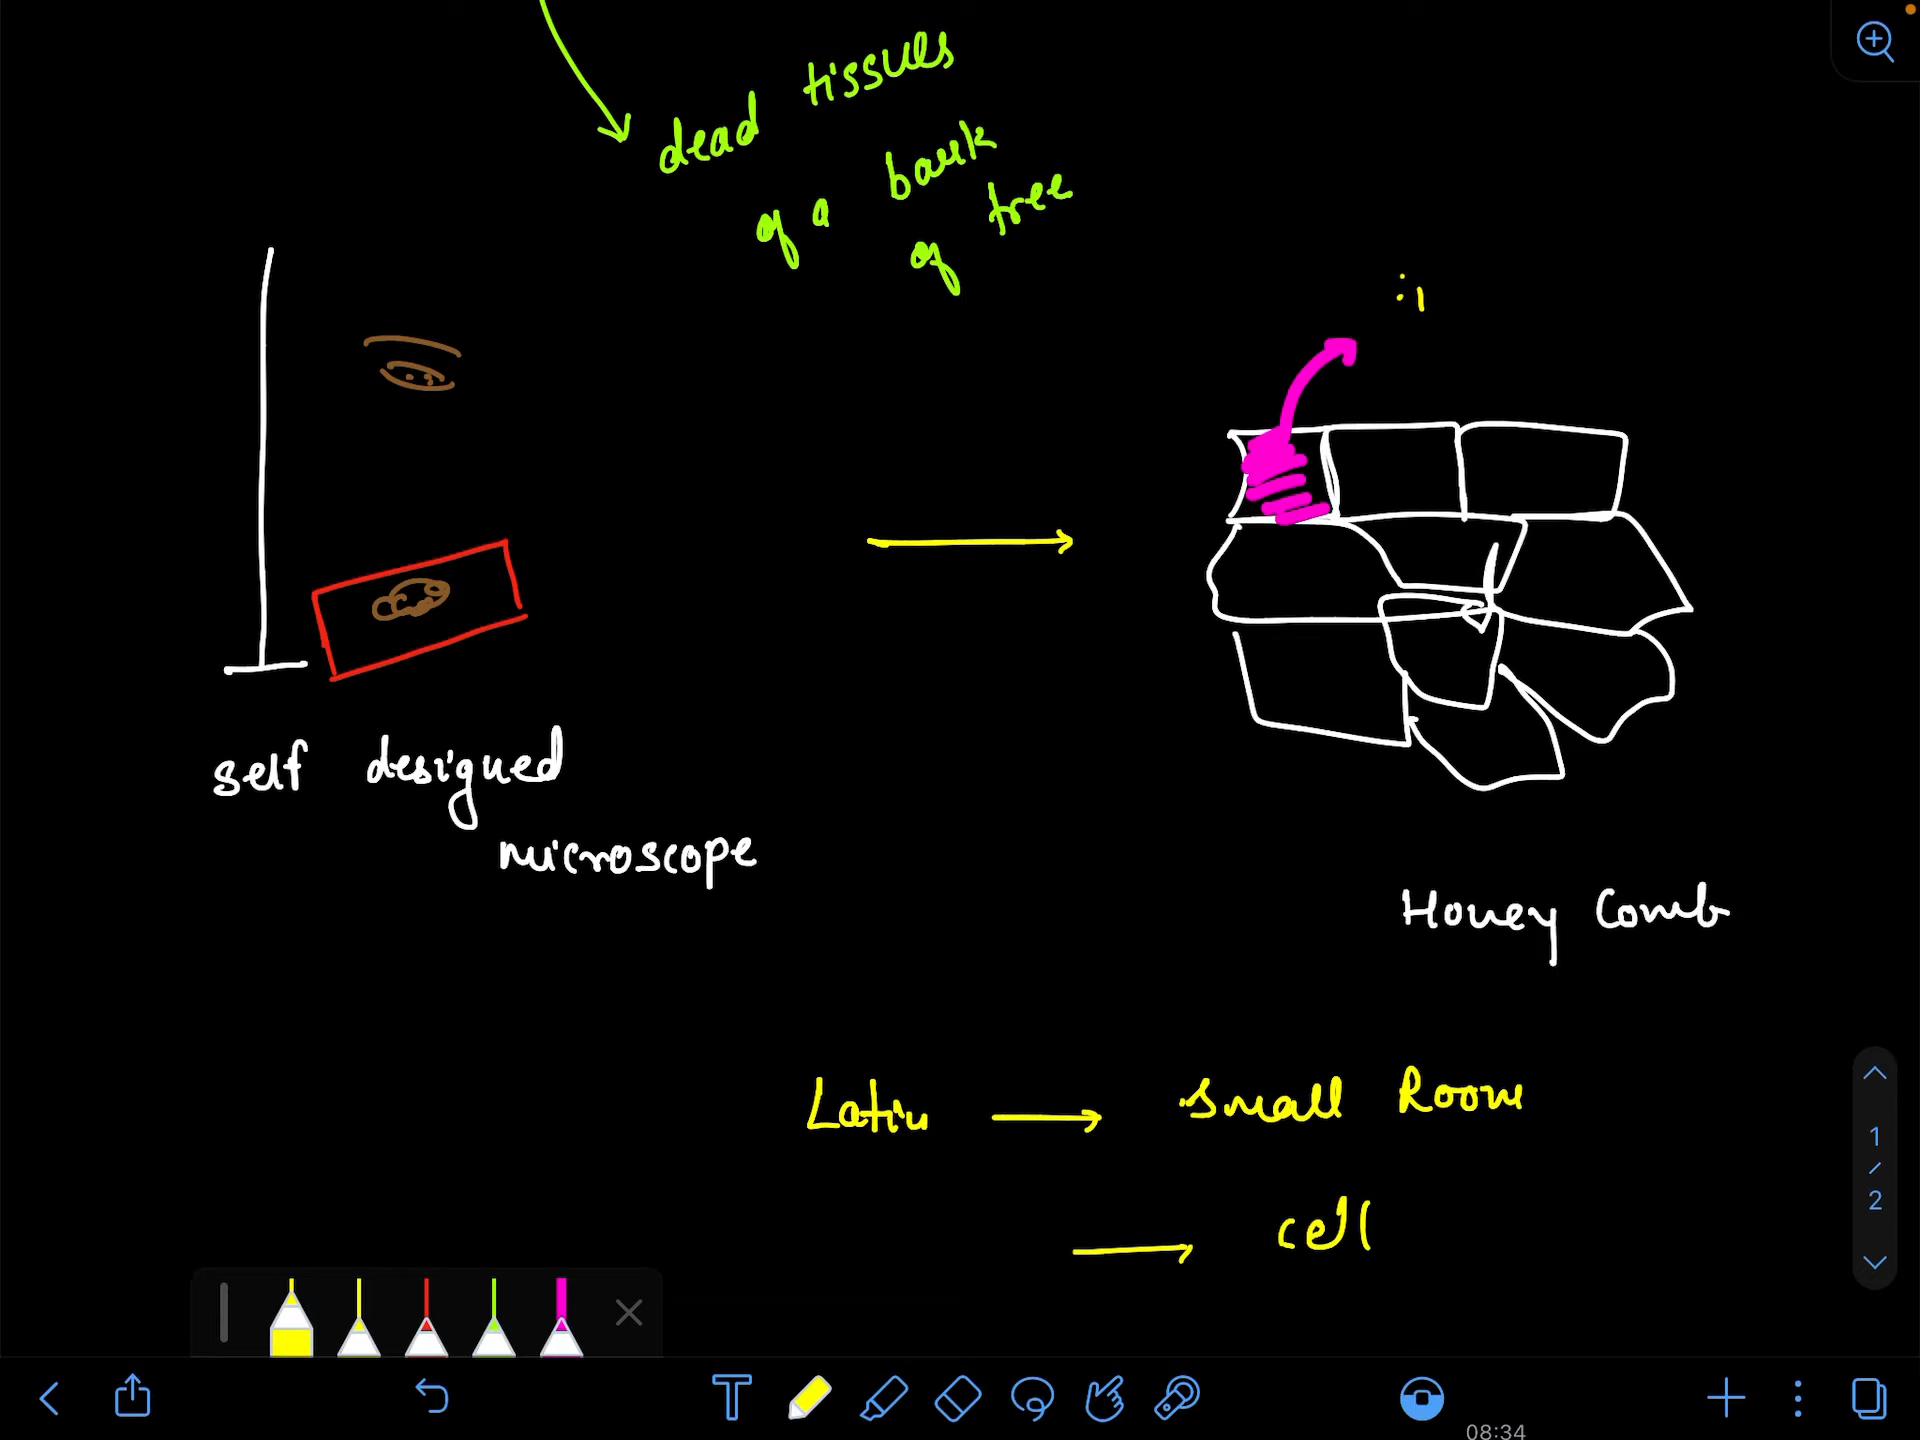 dead tissues
of a bark
of tree
self designed
microscope
Honey Comb
Latin → Small Room
→ cell
1
/
2
T
08:34